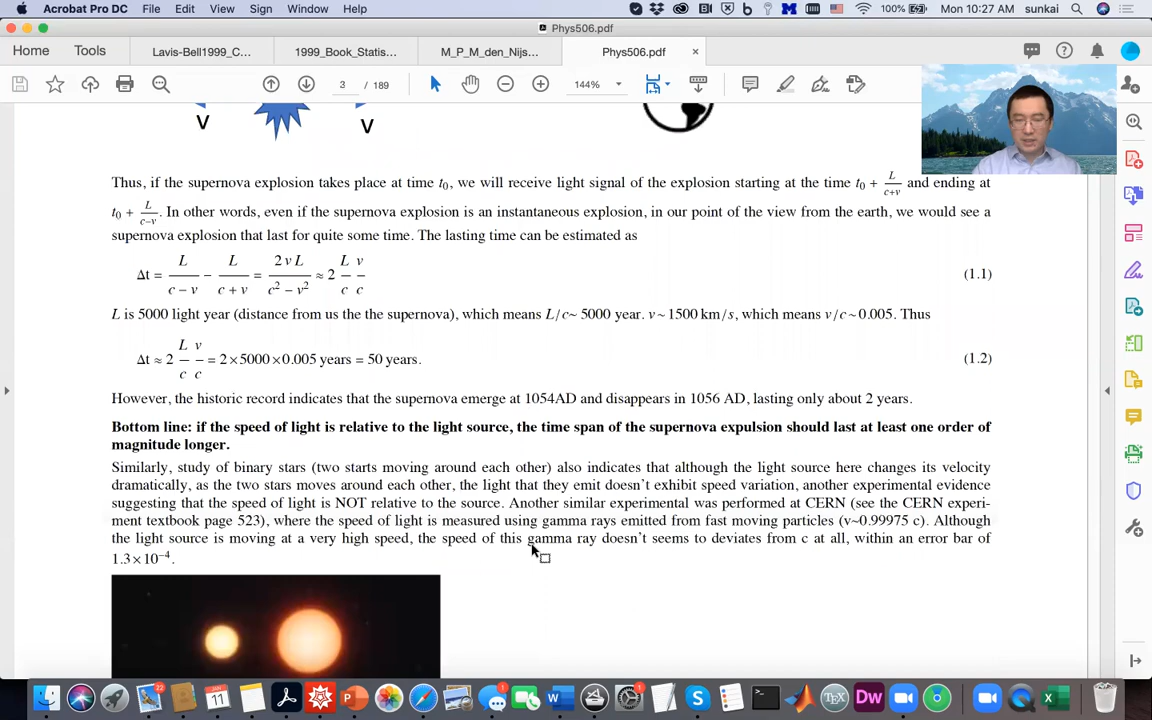 Acrobat Pro DC File Edit View Sign Window Help 100% Mon 10:27 AM sunkai
Phys506.pdf
Home Tools Lavis-Bell1999_C... 1999_Book_Statis... M_P_M_den_Nijs... Phys506.pdf ×
3 / 189 144%
v v
Thus, if the supernova explosion takes place at time t₀, we will receive light signal of the explosion starting at the time t₀ + L/(c+v) and ending at
t₀ + L/(c−v). In other words, even if the supernova explosion is an instantaneous explosion, in our point of the view from the earth, we would see a
supernova explosion that last for quite some time. The lasting time can be estimated as
Δt = L/(c − v) − L/(c + v) = 2 v L/(c² − v²) ≈ 2 L/c v/c (1.1)
L is 5000 light year (distance from us the the supernova), which means L/c~ 5000 year. v~ 1500 km/s, which means v/c~0.005. Thus
Δt ≈ 2 L/c v/c = 2×5000×0.005 years = 50 years. (1.2)
However, the historic record indicates that the supernova emerge at 1054AD and disappears in 1056 AD, lasting only about 2 years.
Bottom line: if the speed of light is relative to the light source, the time span of the supernova expulsion should last at least one order of
magnitude longer.
Similarly, study of binary stars (two starts moving around each other) also indicates that although the light source here changes its velocity
dramatically, as the two stars moves around each other, the light that they emit doesn't exhibit speed variation, another experimental evidence
suggesting that the speed of light is NOT relative to the source. Another similar experimental was performed at CERN (see the CERN experi-
ment textbook page 523), where the speed of light is measured using gamma rays emitted from fast moving particles (v~0.99975 c). Although
the light source is moving at a very high speed, the speed of this gamma ray doesn't seems to deviates from c at all, within an error bar of
1.3×10⁻⁴.